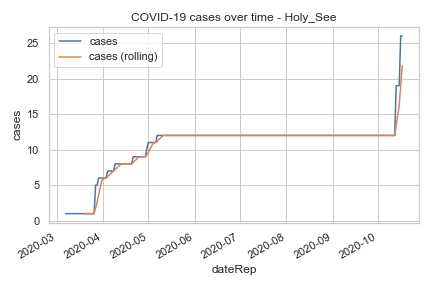 COVID-19 cases over time - Holy_See
cases
cases (rolling)
25
20
15
10
5
0
cases
2020-03
2020-04
2020-05
2020-06
2020-07
2020-08
2020-09
2020-10
dateRep